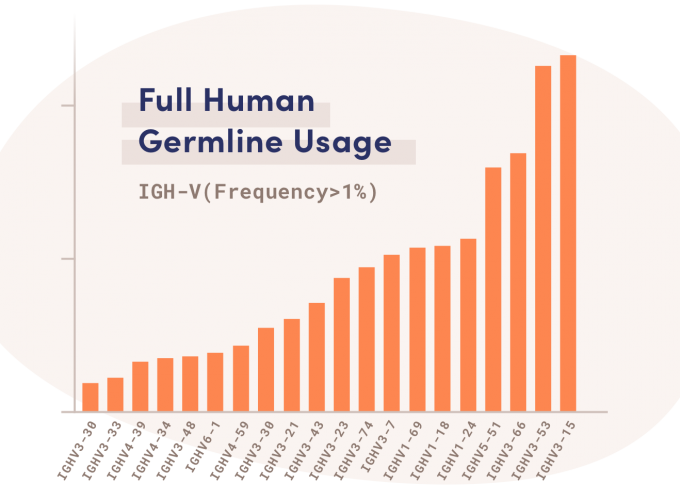 Full Human
Germline Usage
IGH-V(Frequency>1%)
IGHV3-30
IGHV3-33
IGHV4-39
IGHV4-34
IGHV3-48
IGHV6-1
IGHV4-59
IGHV3-30
IGHV3-21
IGHV3-43
IGHV3-23
IGHV3-74
IGHV3-7
IGHV1-69
IGHV1-18
IGHV1-24
IGHV5-51
IGHV3-66
IGHV3-53
IGHV3-15